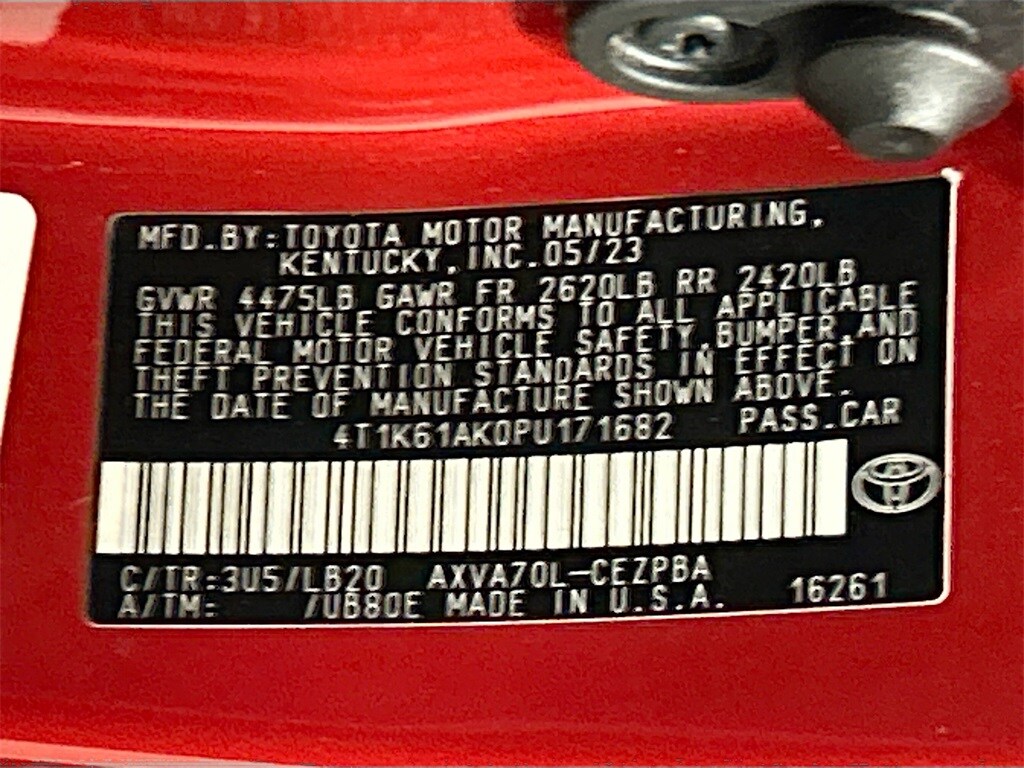 MFD.BY:TOYOTA MOTOR MANUFACTURING,
KENTUCKY,INC.05/23
GVWR 4475LB GAWR FR 2620LB RR 2420LB
THIS VEHICLE CONFORMS TO ALL APPLICABLE
FEDERAL MOTOR VEHICLE SAFETY,BUMPER,AND
THEFT PREVENTION STANDARDS IN EFFECT ON
THE DATE OF MANUFACTURE SHOWN ABOVE.
4T1K61AK0PU171682 PASS.CAR
C/TR:3U5/LB20 AXVA70L-CEZPBA
A/TM: /UB80E MADE IN U.S.A. 16261